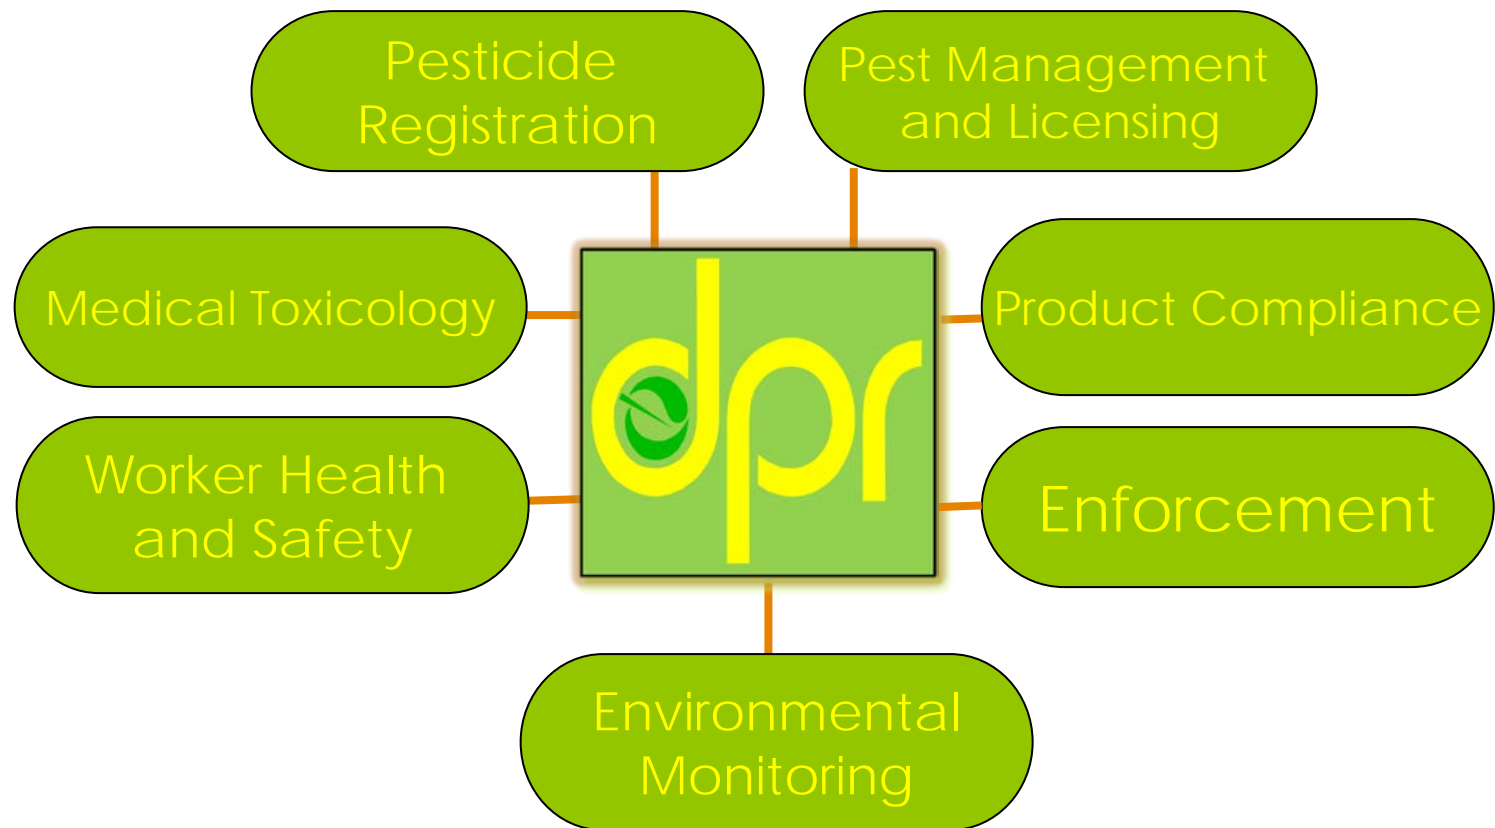 Pesticide
Registration
Pest Management
and Licensing
Medical Toxicology
dpr
Product Compliance
Worker Health
and Safety
Enforcement
Environmental
Monitoring